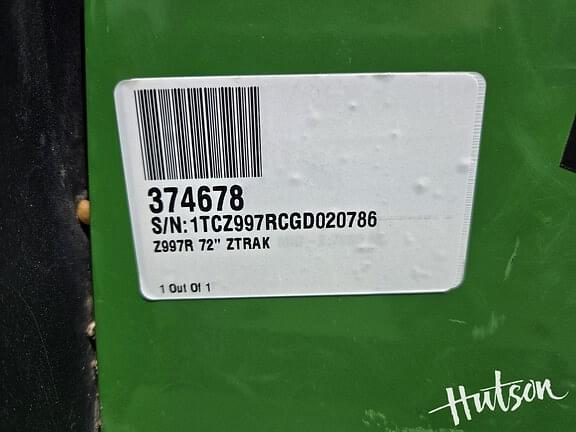 374678
S/N:1TCZ997RCGD020786
Z997R 72" ZTRAK
1 Out Of 1
Hutson